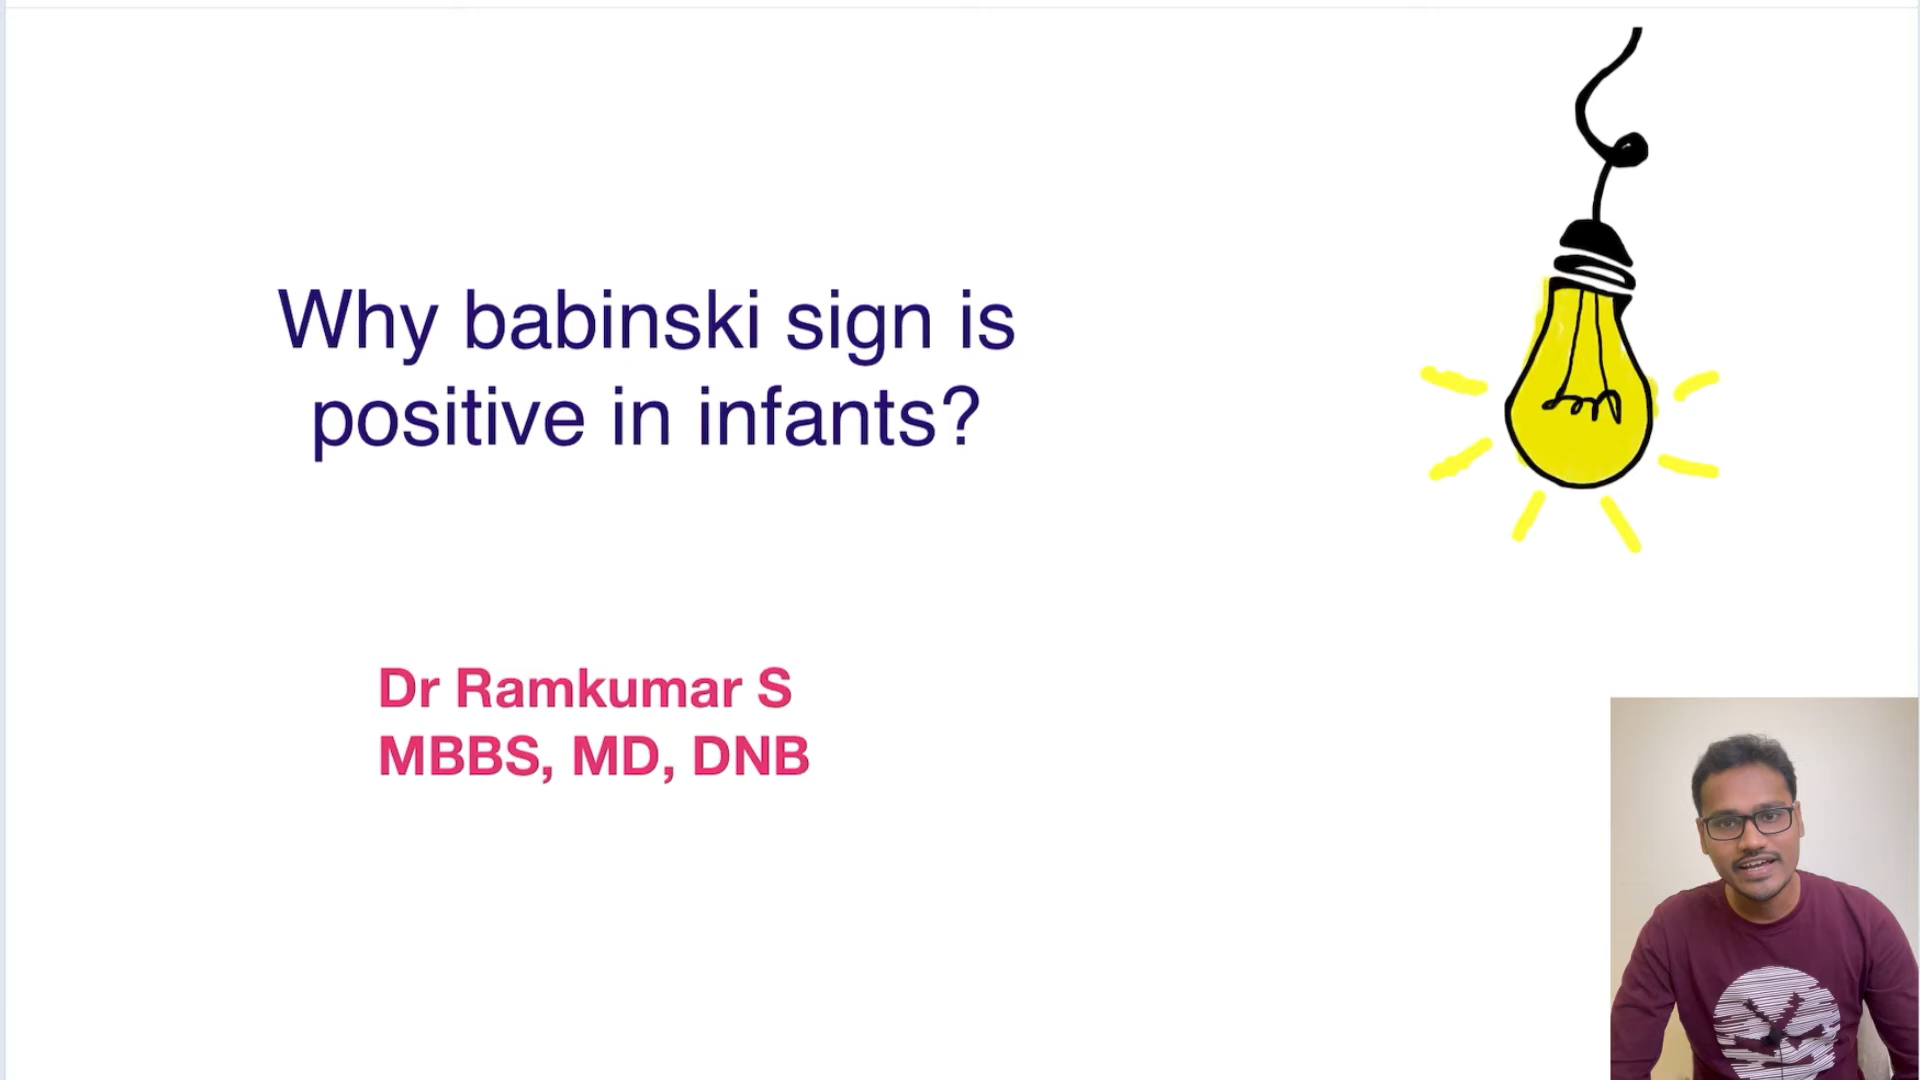 Why babinski sign is
positive in infants?
Dr Ramkumar S
MBBS, MD, DNB